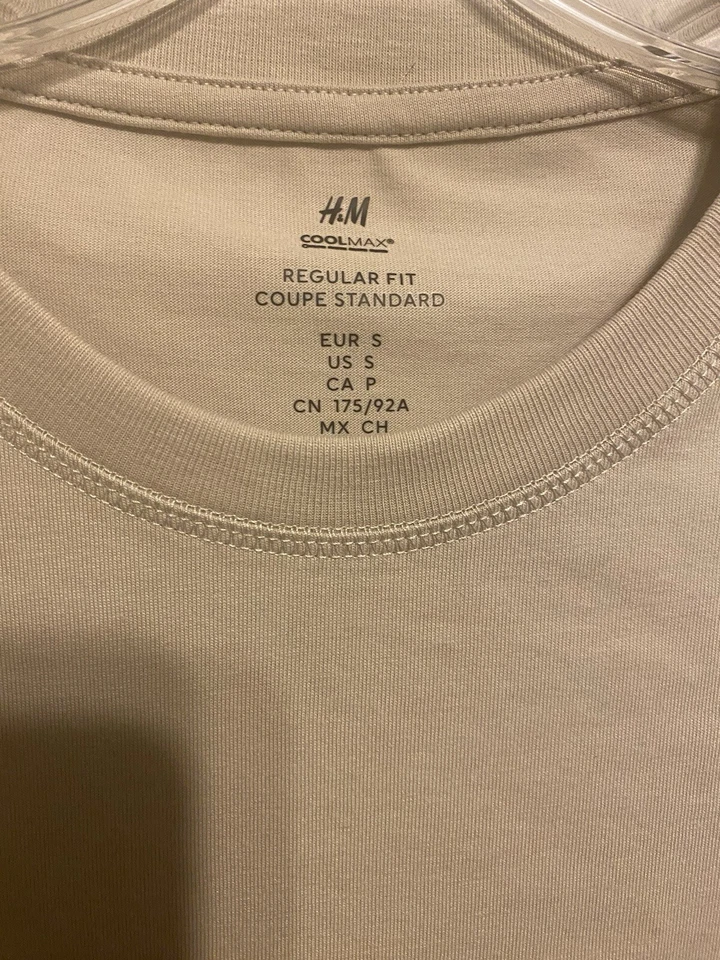 H&M
COOLMAX®
REGULAR FIT
COUPE STANDARD
EUR S
US S
CA P
CN 175/92A
MX CH